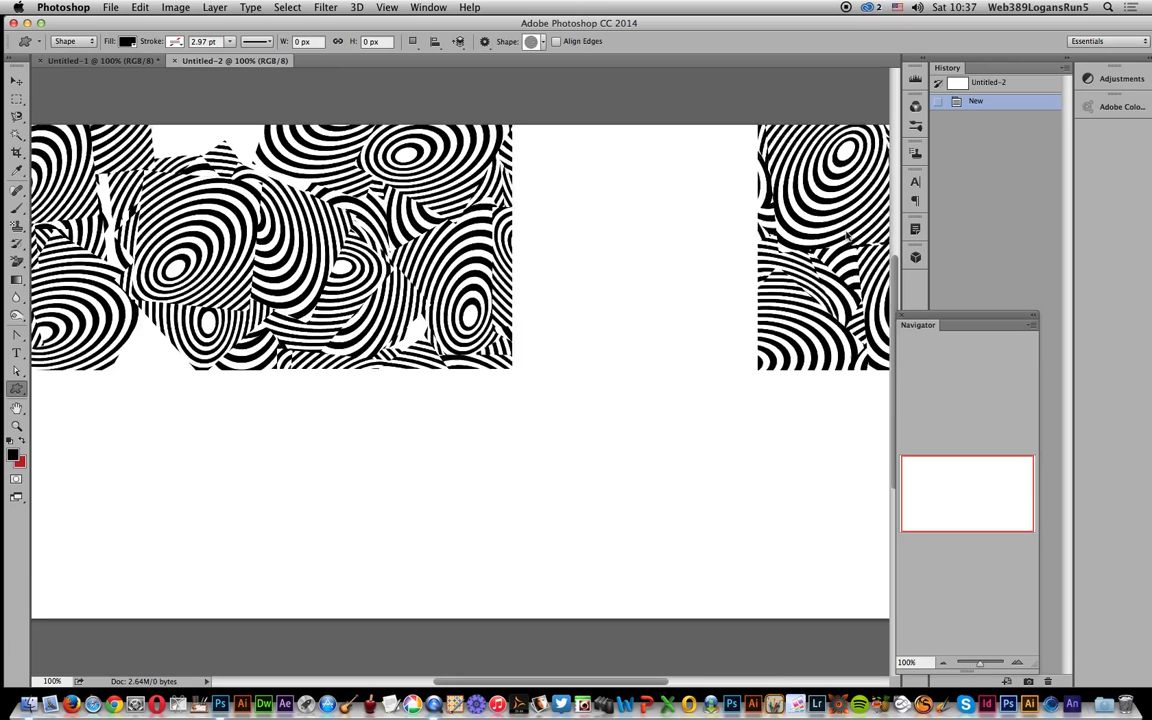 Photoshop File Edit Image Layer Type Select Filter 3D View Window Help 2 Sat 10:37 Web389LogansRun5
Adobe Photoshop CC 2014
Shape Fill: Stroke: 2.97 pt W: 0 px H: 0 px Shape: Align Edges Essentials
Untitled-1 @ 100% (RGB/8) * Untitled-2 @ 100% (RGB/8)
History
Untitled-2
New
Adjustments
Adobe Colo...
Navigator
100%
100% Doc: 2.64M/0 bytes